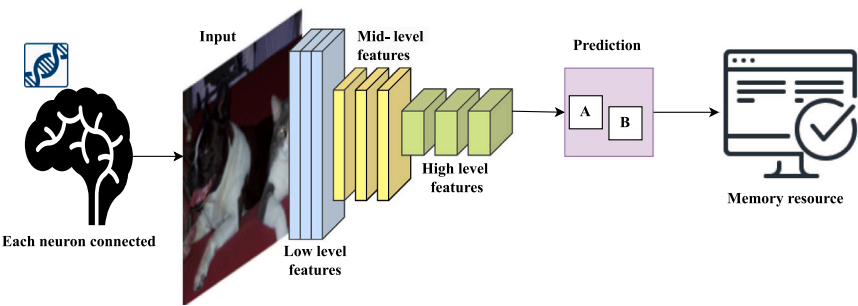 Each neuron connected
Input
Low level
features
Mid- level
features
High level
features
Prediction
A
B
Memory resource